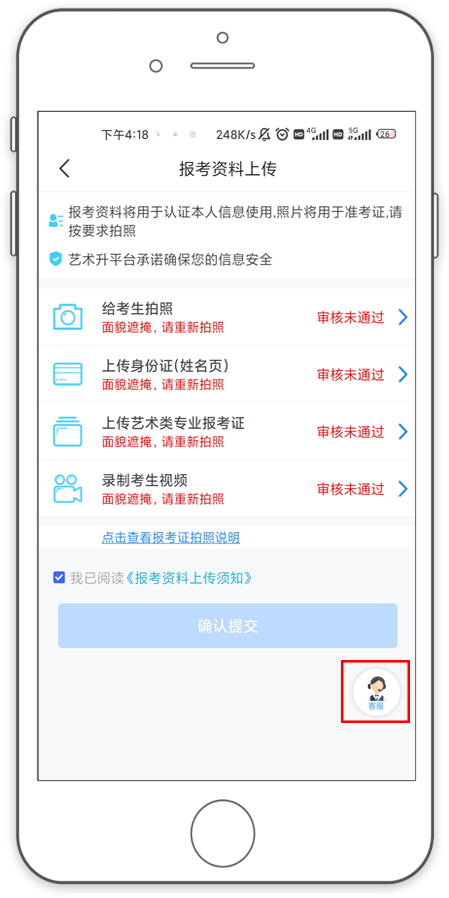 下午4:18 248K/s HD 4G HD 5G 26
报考资料上传
报考资料将用于认证本人信息使用,照片将用于准考证,请
按要求拍照
艺术升平台承诺确保您的信息安全
给考生拍照
面貌遮掩，请重新拍照
审核未通过
上传身份证(姓名页)
面貌遮掩，请重新拍照
审核未通过
上传艺术类专业报考证
面貌遮掩，请重新拍照
审核未通过
录制考生视频
面貌遮掩，请重新拍照
审核未通过
点击查看报考证拍照说明
我已阅读《报考资料上传须知》
确认提交
客服